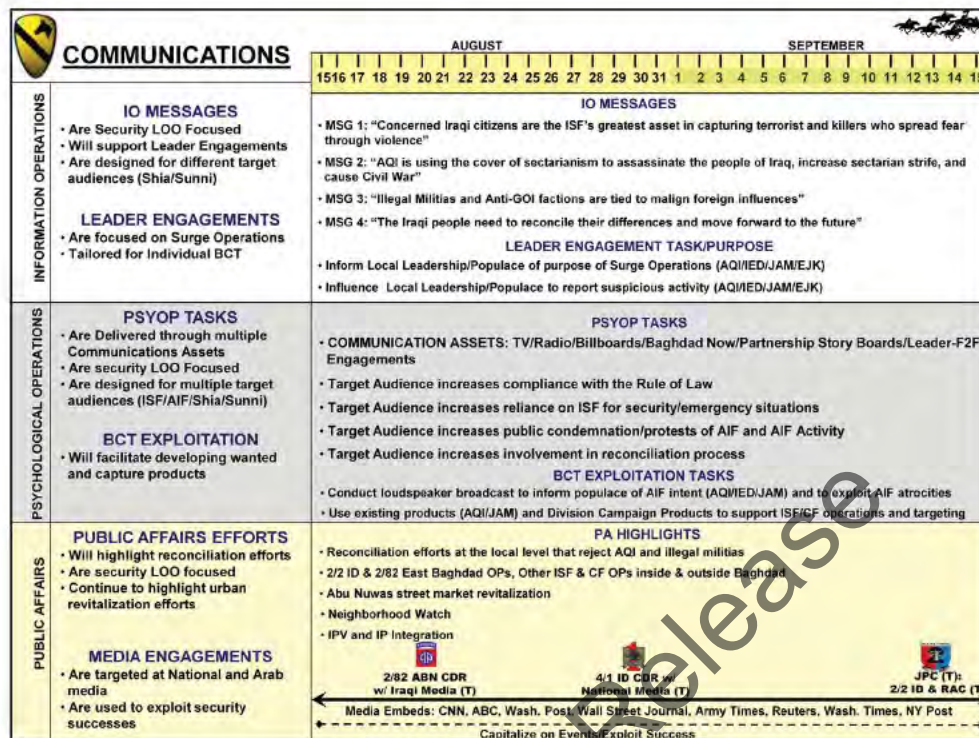 COMMUNICATIONS
AUGUST
SEPTEMBER
15 16 17 18 19 20 21 22 23 24 25 26 27 28 29 30 31 1 2 3 4 5 6 7 8 9 10 11 12 13 14 15
INFORMATION OPERATIONS
IO MESSAGES
· Are Security LOO Focused
· Will support Leader Engagements
· Are designed for different target
audiences (Shia/Sunni)
LEADER ENGAGEMENTS
· Are focused on Surge Operations
· Tailored for Individual BCT
IO MESSAGES
· MSG 1: “Concerned Iraqi citizens are the ISF's greatest asset in capturing terrorist and killers who spread fear
through violence”
· MSG 2: “AQI is using the cover of sectarianism to assassinate the people of Iraq, increase sectarian strife, and
cause Civil War”
· MSG 3: “Illegal Militias and Anti-GOI factions are tied to malign foreign influences”
· MSG 4: “The Iraqi people need to reconcile their differences and move forward to the future”
LEADER ENGAGEMENT TASK/PURPOSE
· Inform Local Leadership/Populace of purpose of Surge Operations (AQI/IED/JAM/EJK)
· Influence Local Leadership/Populace to report suspicious activity (AQI/IED/JAM/EJK)
PSYCHOLOGICAL OPERATIONS
PSYOP TASKS
· Are Delivered through multiple
Communications Assets
· Are security LOO Focused
· Are designed for multiple target
audiences (ISF/AIF/Shia/Sunni)
BCT EXPLOITATION
· Will facilitate developing wanted
and capture products
PSYOP TASKS
· COMMUNICATION ASSETS: TV/Radio/Billboards/Baghdad Now/Partnership Story Boards/Leader-F2F
Engagements
· Target Audience increases compliance with the Rule of Law
· Target Audience increases reliance on ISF for security/emergency situations
· Target Audience increases public condemnation/protests of AIF and AIF Activity
· Target Audience increases involvement in reconciliation process
BCT EXPLOITATION TASKS
· Conduct loudspeaker broadcast to inform populace of AIF intent (AQI/IED/JAM) and to exploit AIF atrocities
· Use existing products (AQI/JAM) and Division Campaign Products to support ISF/CF operations and targeting
PUBLIC AFFAIRS
PUBLIC AFFAIRS EFFORTS
· Will highlight reconciliation efforts
· Are security LOO focused
· Continue to highlight urban
revitalization efforts
MEDIA ENGAGEMENTS
· Are targeted at National and Arab
media
· Are used to exploit security
successes
PA HIGHLIGHTS
· Reconciliation efforts at the local level that reject AQI and illegal militias
· 2/2 ID & 2/82 East Baghdad OPs, Other ISF & CF OPs inside & outside Baghdad
· Abu Nuwas street market revitalization
· Neighborhood Watch
· IPV and IP Integration
2/82 ABN CDR
w/ Iraqi Media (T)
4/1 ID CDR w/
National Media (T)
JPC (T):
2/2 ID & RAC (T)
Media Embeds: CNN, ABC, Wash. Post, Wall Street Journal, Army Times, Reuters, Wash. Times, NY Post
Capitalize on Events/Exploit Success
Release